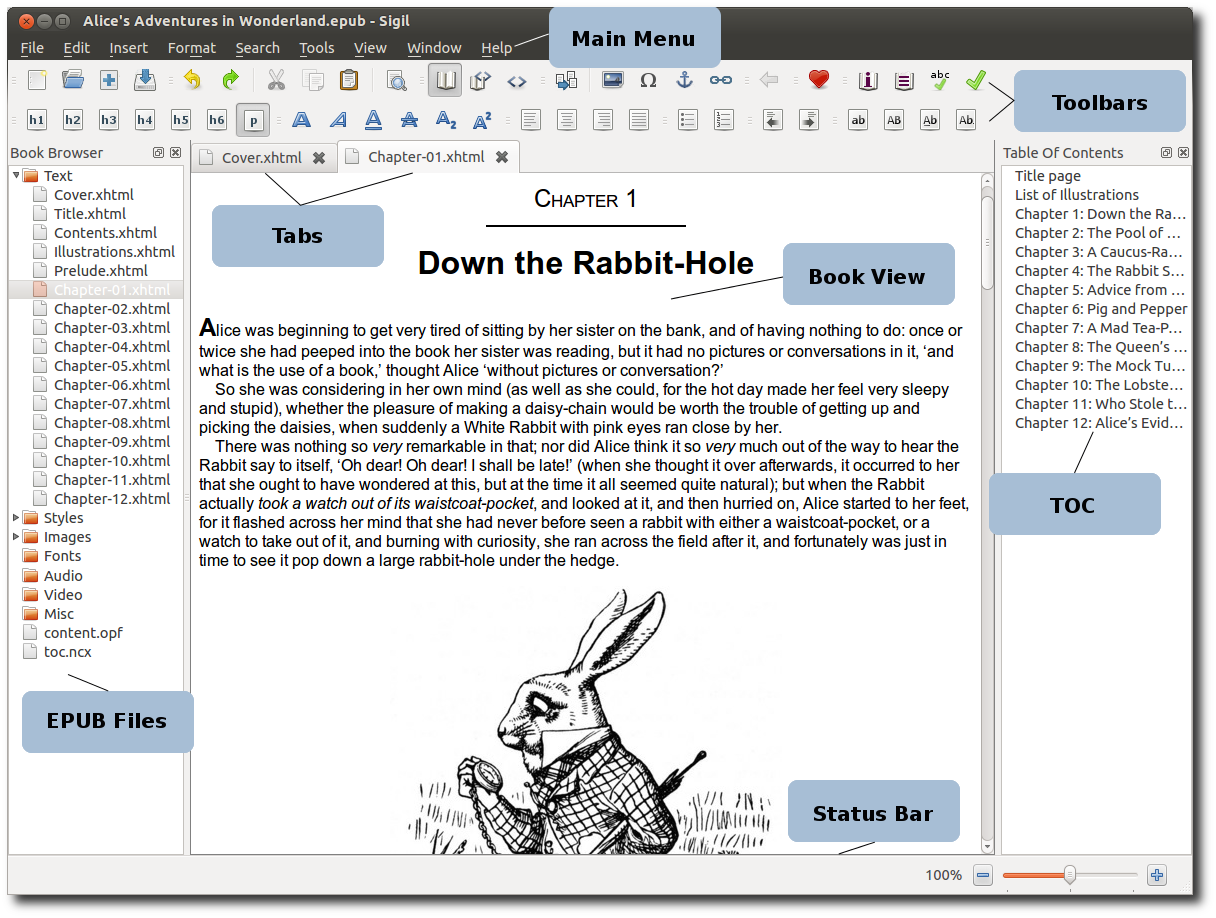 Alice's Adventures in Wonderland.epub - Sigil
File Edit Insert Format Search Tools View Window Help
Main Menu
abc
Toolbars
h1 h2 h3 h4 h5 h6 p A A A A A2 A2 ab AB Ab Ab
Book Browser
Text
Cover.xhtml
Title.xhtml
Contents.xhtml
Illustrations.xhtml
Prelude.xhtml
Chapter-01.xhtml
Chapter-02.xhtml
Chapter-03.xhtml
Chapter-04.xhtml
Chapter-05.xhtml
Chapter-06.xhtml
Chapter-07.xhtml
Chapter-08.xhtml
Chapter-09.xhtml
Chapter-10.xhtml
Chapter-11.xhtml
Chapter-12.xhtml
Styles
Images
Fonts
Audio
Video
Misc
content.opf
toc.ncx
EPUB Files
Cover.xhtml Chapter-01.xhtml
Tabs
Chapter 1
Down the Rabbit-Hole
Book View
Alice was beginning to get very tired of sitting by her sister on the bank, and of having nothing to do: once or
twice she had peeped into the book her sister was reading, but it had no pictures or conversations in it, ‘and
what is the use of a book,’ thought Alice ‘without pictures or conversation?’
So she was considering in her own mind (as well as she could, for the hot day made her feel very sleepy
and stupid), whether the pleasure of making a daisy-chain would be worth the trouble of getting up and
picking the daisies, when suddenly a White Rabbit with pink eyes ran close by her.
There was nothing so very remarkable in that; nor did Alice think it so very much out of the way to hear the
Rabbit say to itself, ‘Oh dear! Oh dear! I shall be late!’ (when she thought it over afterwards, it occurred to her
that she ought to have wondered at this, but at the time it all seemed quite natural); but when the Rabbit
actually took a watch out of its waistcoat-pocket, and looked at it, and then hurried on, Alice started to her feet,
for it flashed across her mind that she had never before seen a rabbit with either a waistcoat-pocket, or a
watch to take out of it, and burning with curiosity, she ran across the field after it, and fortunately was just in
time to see it pop down a large rabbit-hole under the hedge.
Table Of Contents
Title page
List of Illustrations
Chapter 1: Down the Ra...
Chapter 2: The Pool of ...
Chapter 3: A Caucus-Ra...
Chapter 4: The Rabbit S...
Chapter 5: Advice from ...
Chapter 6: Pig and Pepper
Chapter 7: A Mad Tea-P...
Chapter 8: The Queen’s ...
Chapter 9: The Mock Tu...
Chapter 10: The Lobste...
Chapter 11: Who Stole t...
Chapter 12: Alice’s Evid...
TOC
Status Bar
100%